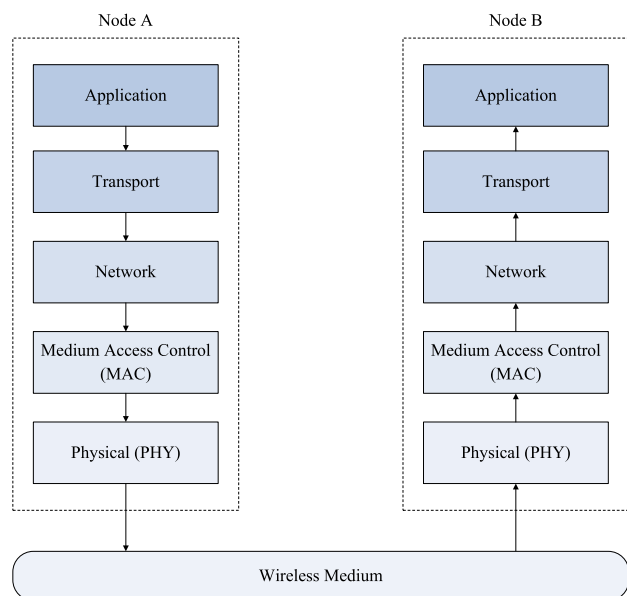 Node A
Application
Transport
Network
Medium Access Control
(MAC)
Physical (PHY)
Node B
Application
Transport
Network
Medium Access Control
(MAC)
Physical (PHY)
Wireless Medium